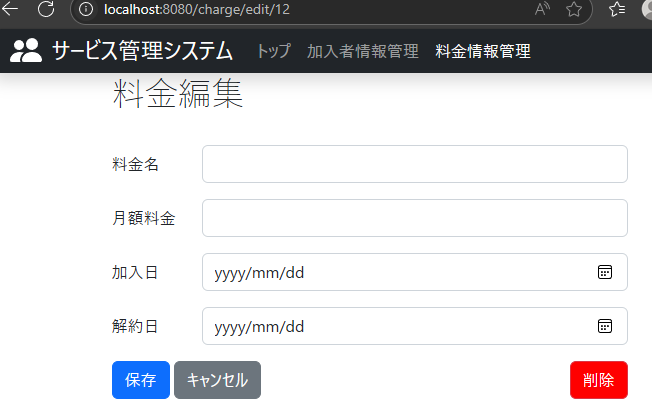 localhost:8080/charge/edit/12
サービス管理システム トップ 加入者情報管理 料金情報管理
料金編集
料金名
月額料金
加入日 yyyy/mm/dd
解約日 yyyy/mm/dd
保存 キャンセル 削除